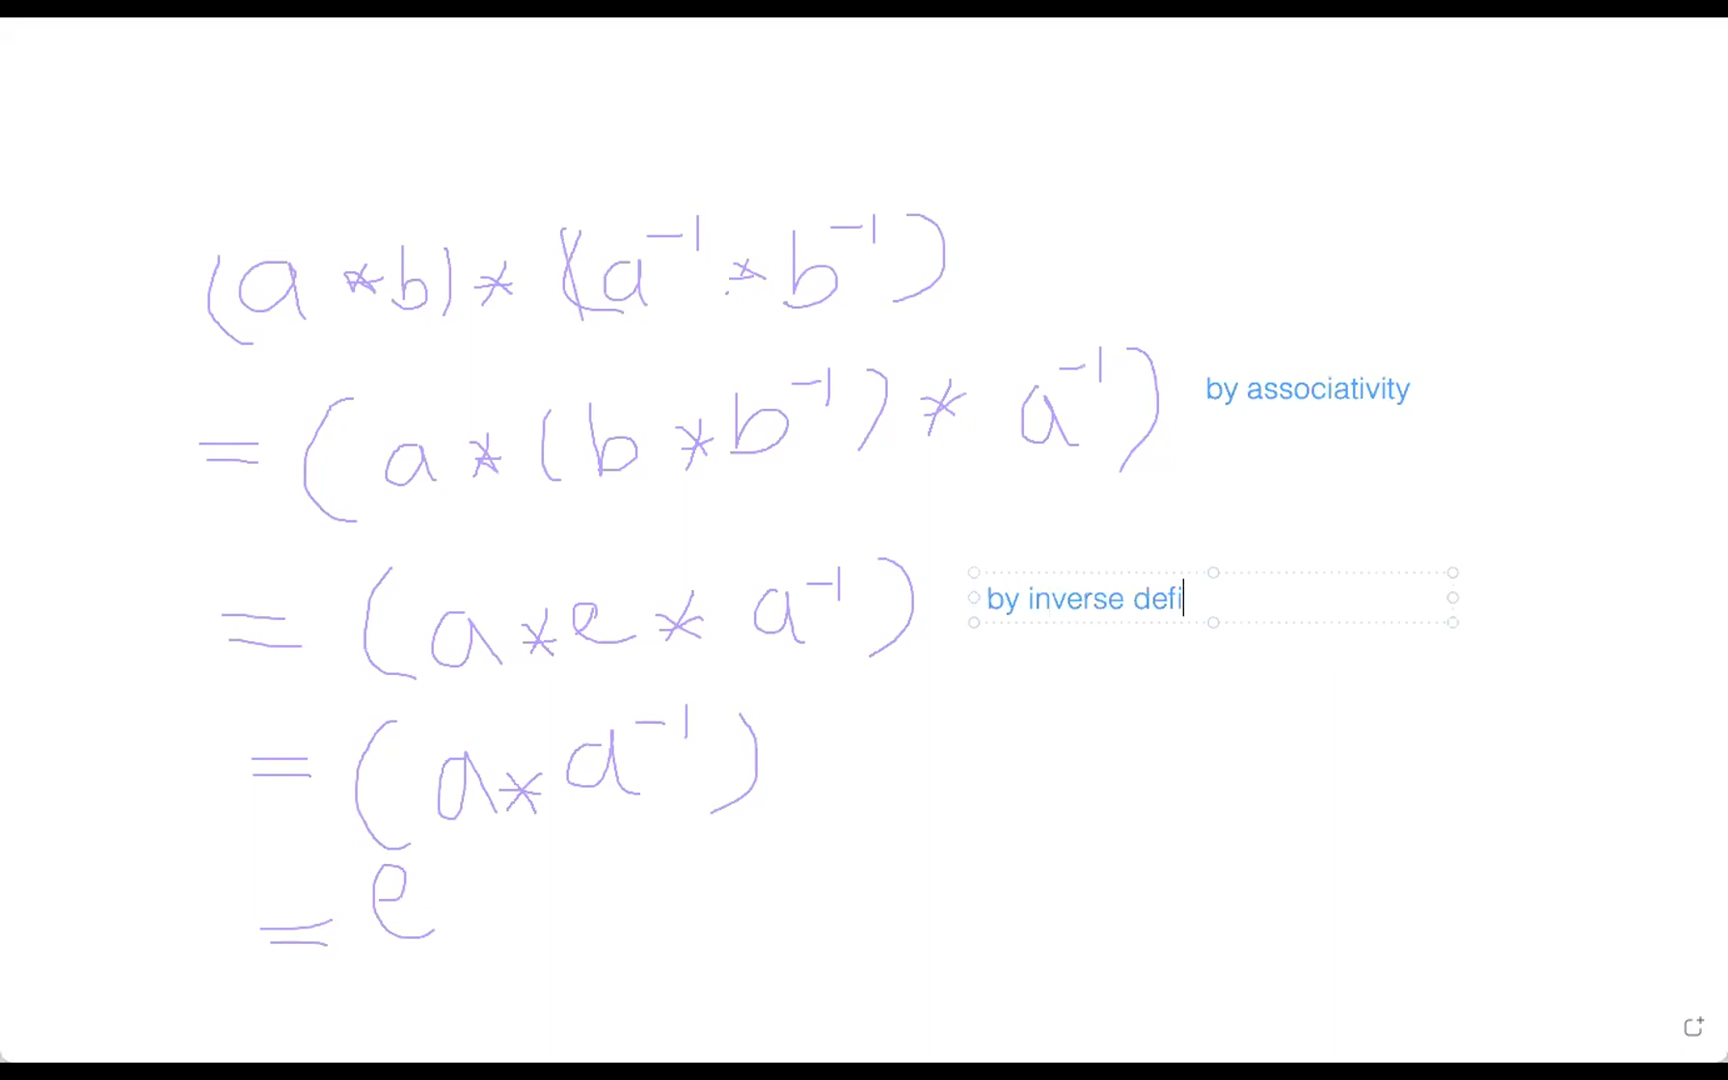 (a * b) * (a⁻¹ * b⁻¹)
= (a * (b * b⁻¹) * a⁻¹) by associativity
= (a * e * a⁻¹) by inverse defi
= (a * a⁻¹)
= e